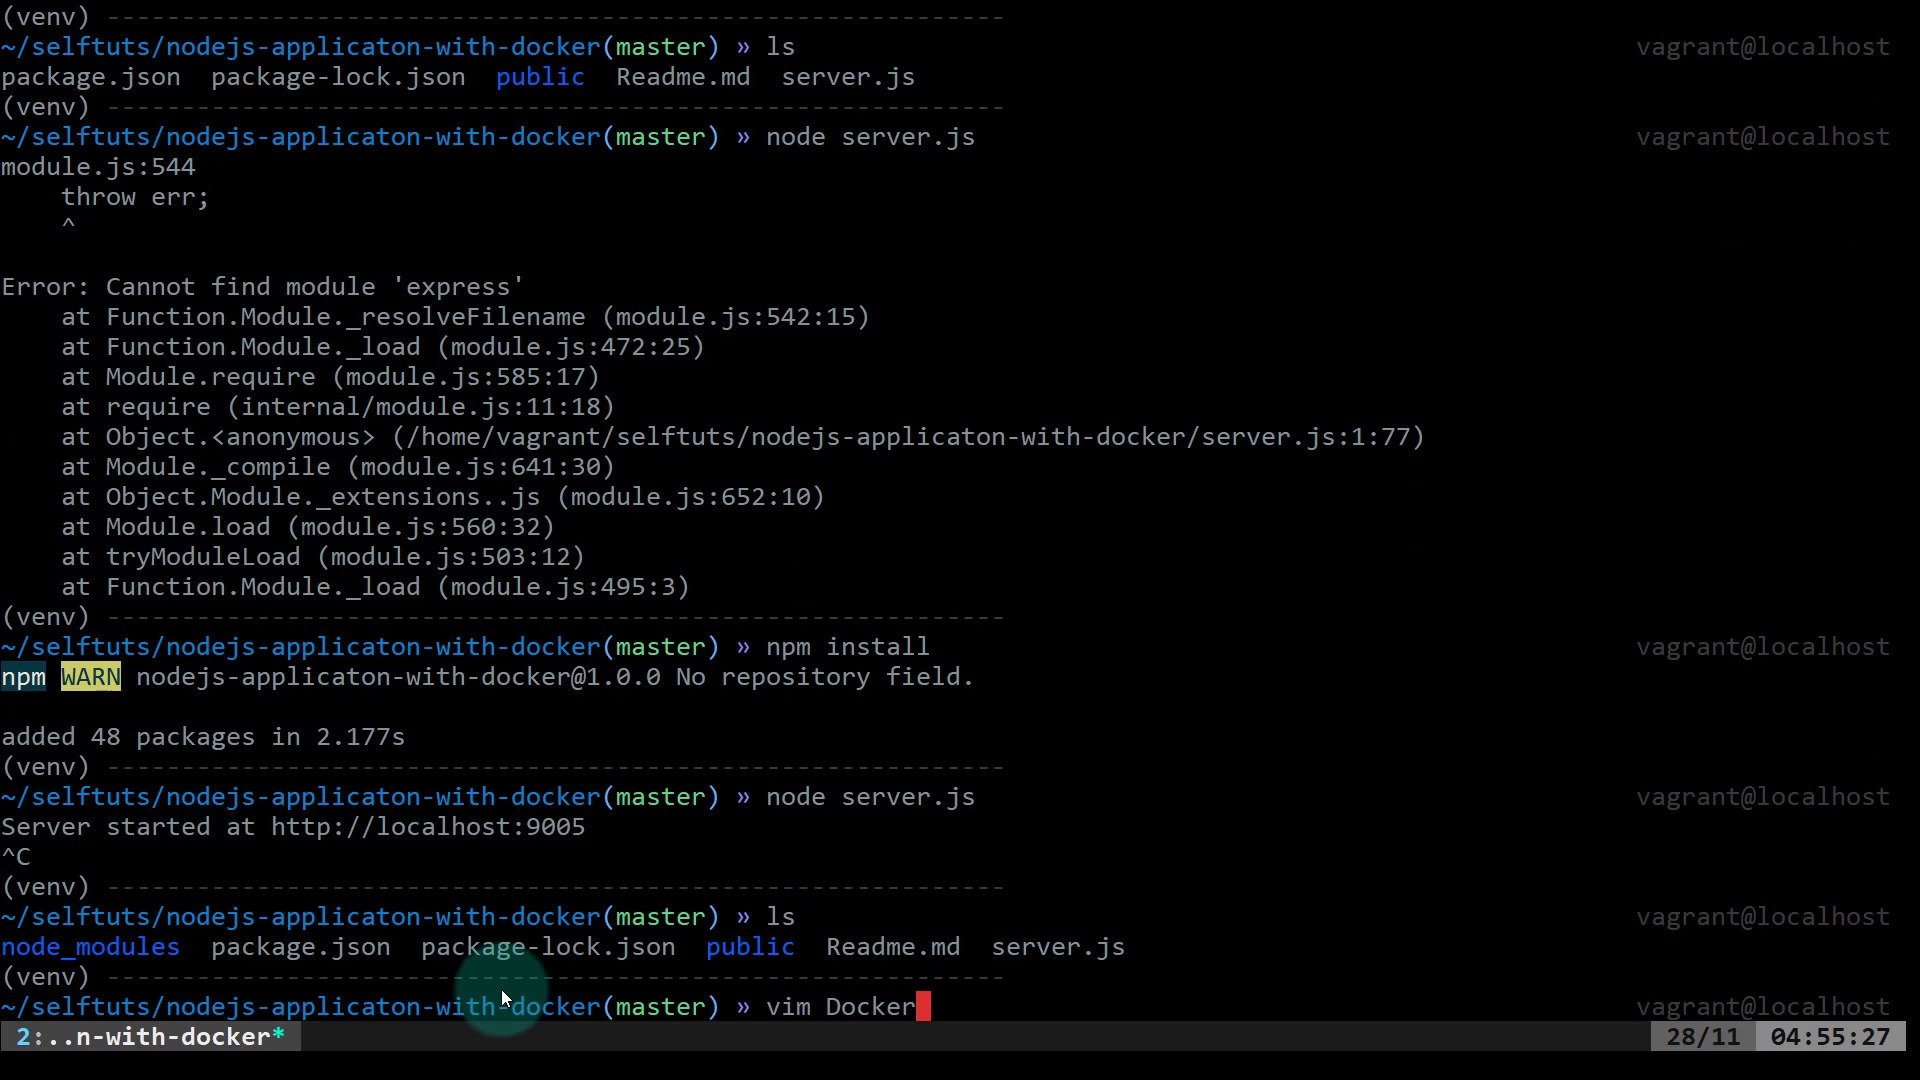 (venv) ------------------------------------------------------------
~/selftuts/nodejs-applicaton-with-docker(master) » ls vagrant@localhost
package.json package-lock.json public Readme.md server.js
(venv) ------------------------------------------------------------
~/selftuts/nodejs-applicaton-with-docker(master) » node server.js vagrant@localhost
module.js:544
    throw err;
    ^

Error: Cannot find module 'express'
    at Function.Module._resolveFilename (module.js:542:15)
    at Function.Module._load (module.js:472:25)
    at Module.require (module.js:585:17)
    at require (internal/module.js:11:18)
    at Object.<anonymous> (/home/vagrant/selftuts/nodejs-applicaton-with-docker/server.js:1:77)
    at Module._compile (module.js:641:30)
    at Object.Module._extensions..js (module.js:652:10)
    at Module.load (module.js:560:32)
    at tryModuleLoad (module.js:503:12)
    at Function.Module._load (module.js:495:3)
(venv) ------------------------------------------------------------
~/selftuts/nodejs-applicaton-with-docker(master) » npm install vagrant@localhost
npm WARN nodejs-applicaton-with-docker@1.0.0 No repository field.

added 48 packages in 2.177s
(venv) ------------------------------------------------------------
~/selftuts/nodejs-applicaton-with-docker(master) » node server.js vagrant@localhost
Server started at http://localhost:9005
^C
(venv) ------------------------------------------------------------
~/selftuts/nodejs-applicaton-with-docker(master) » ls vagrant@localhost
node_modules package.json package-lock.json public Readme.md server.js
(venv) ------------------------------------------------------------
~/selftuts/nodejs-applicaton-with-docker(master) » vim Docker vagrant@localhost
2:..n-with-docker* 28/11 04:55:27